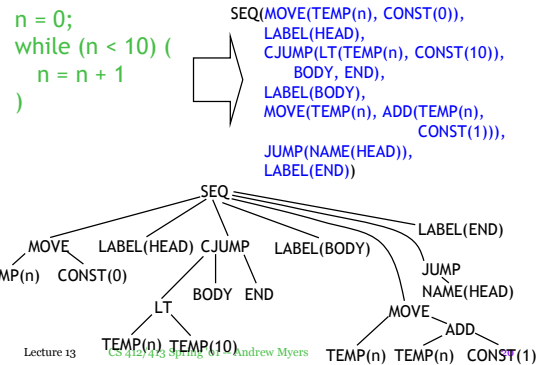 n = 0;
while (n < 10) (
n = n + 1
)
SEQ(MOVE(TEMP(n), CONST(0)),
LABEL(HEAD),
CJUMP(LT(TEMP(n), CONST(10)),
BODY, END),
LABEL(BODY),
MOVE(TEMP(n), ADD(TEMP(n),
CONST(1))),
JUMP(NAME(HEAD)),
LABEL(END))
SEQ
LABEL(END)
MOVE LABEL(HEAD) CJUMP LABEL(BODY)
JUMP
MP(n) CONST(0)
BODY END
NAME(HEAD)
LT
MOVE
ADD
TEMP(n) TEMP(10)
TEMP(n) TEMP(n) CONST(1)
Lecture 13 CS 412/413 Spring '01 -- Andrew Myers